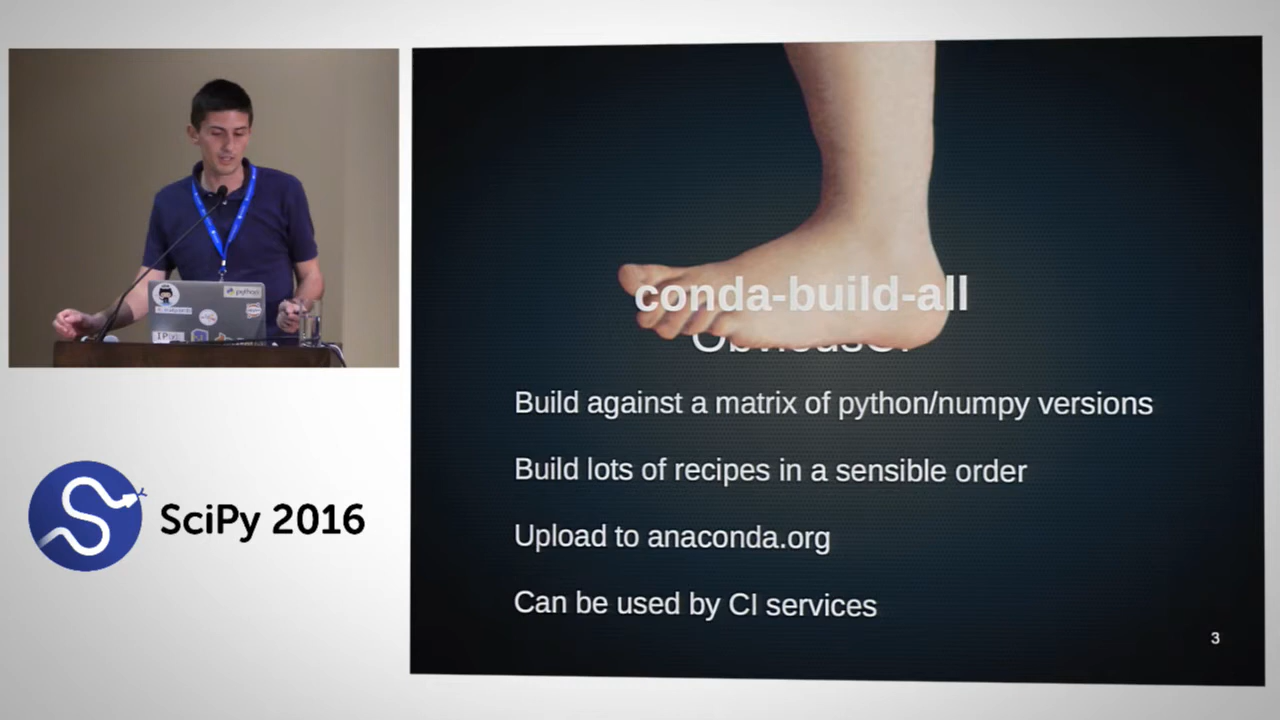 conda-build-all
Build against a matrix of python/numpy versions
Build lots of recipes in a sensible order
Upload to anaconda.org
Can be used by CI services
3
python
SciPy 2016